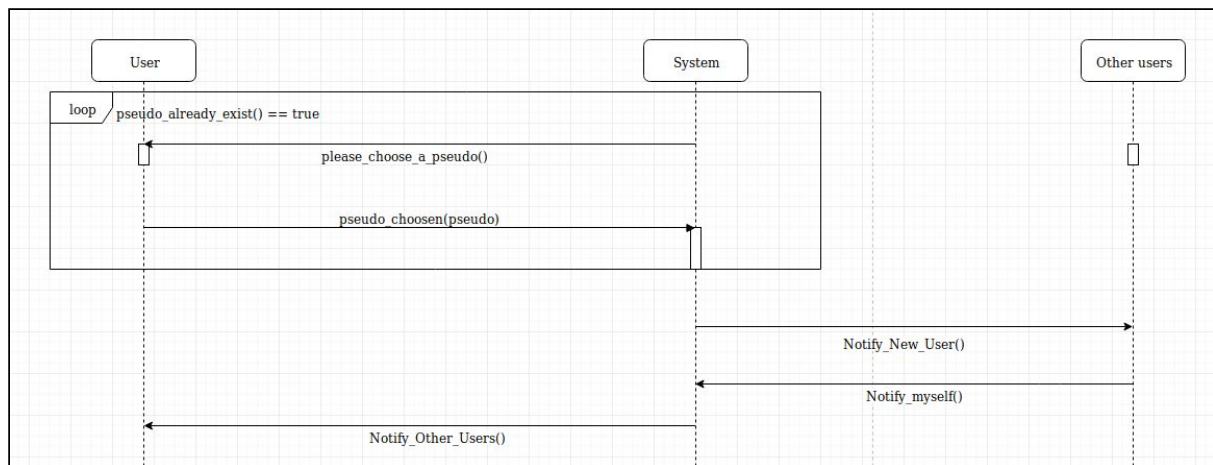 User
System
Other users
loop
pseudo_already_exist() == true
please_choose_a_pseudo()
pseudo_choosen(pseudo)
Notify_New_User()
Notify_myself()
Notify_Other_Users()